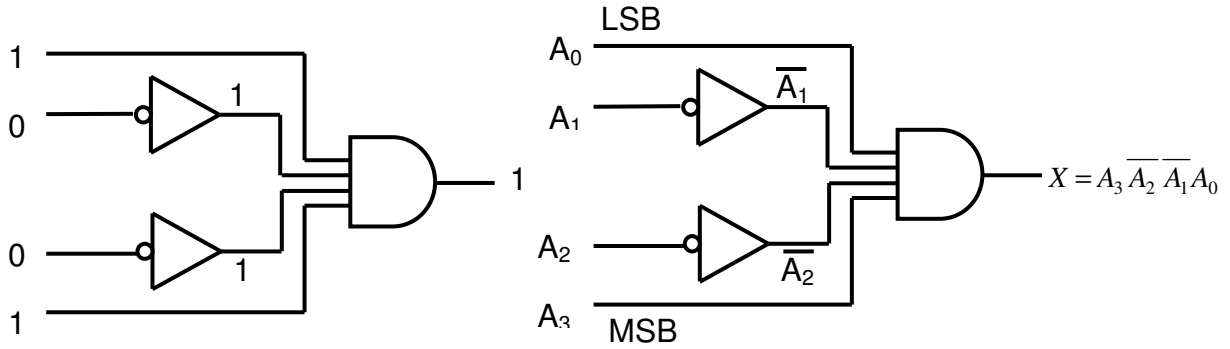 1
0
1
0
1
1
1
LSB
A₀
A₁
A̅₁̅
A₂
A̅₂̅
A₃
MSB
X = A₃ A̅₂̅ A̅₁̅ A₀